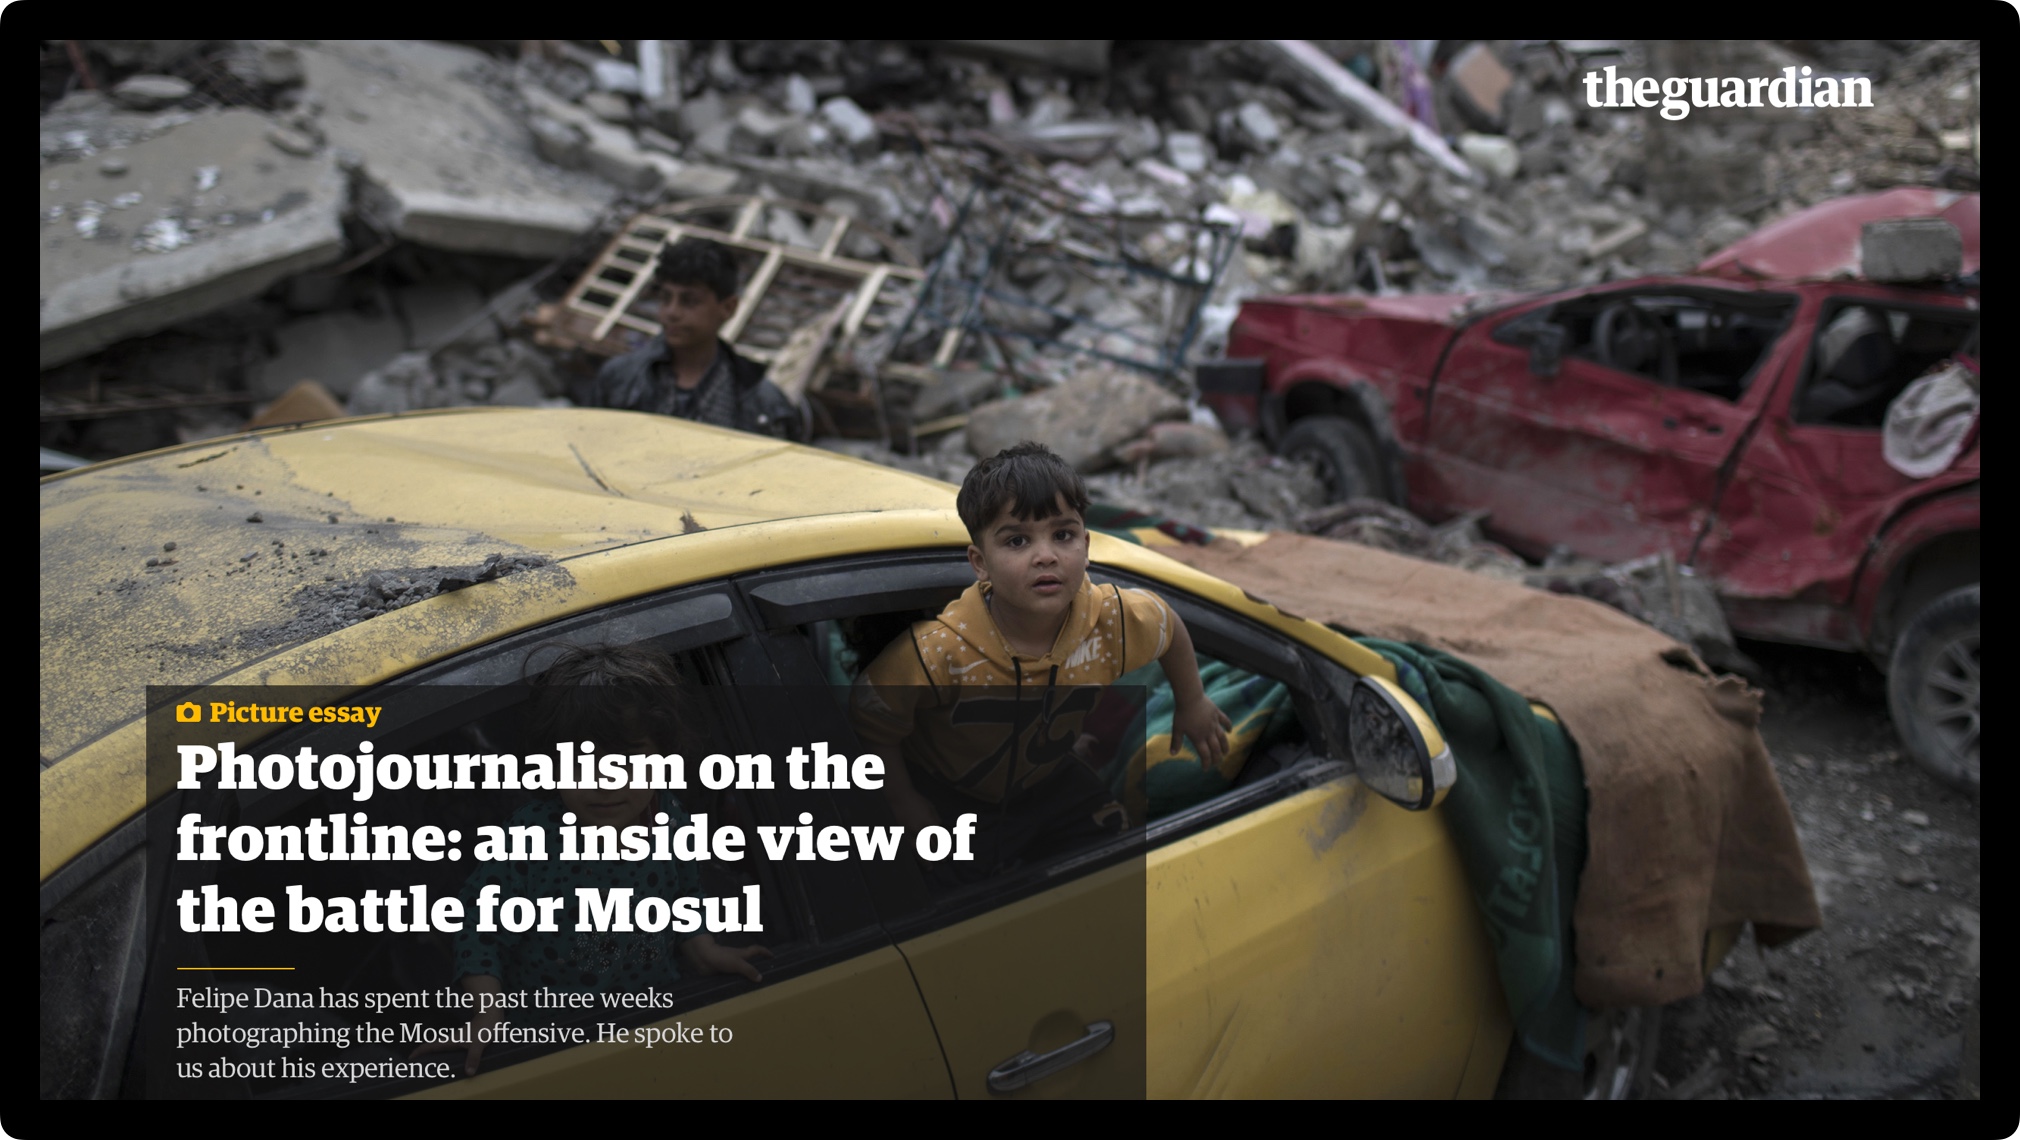 theguardian
NIKE
Picture essay
Photojournalism on the
frontline: an inside view of
the battle for Mosul
Felipe Dana has spent the past three weeks
photographing the Mosul offensive. He spoke to
us about his experience.